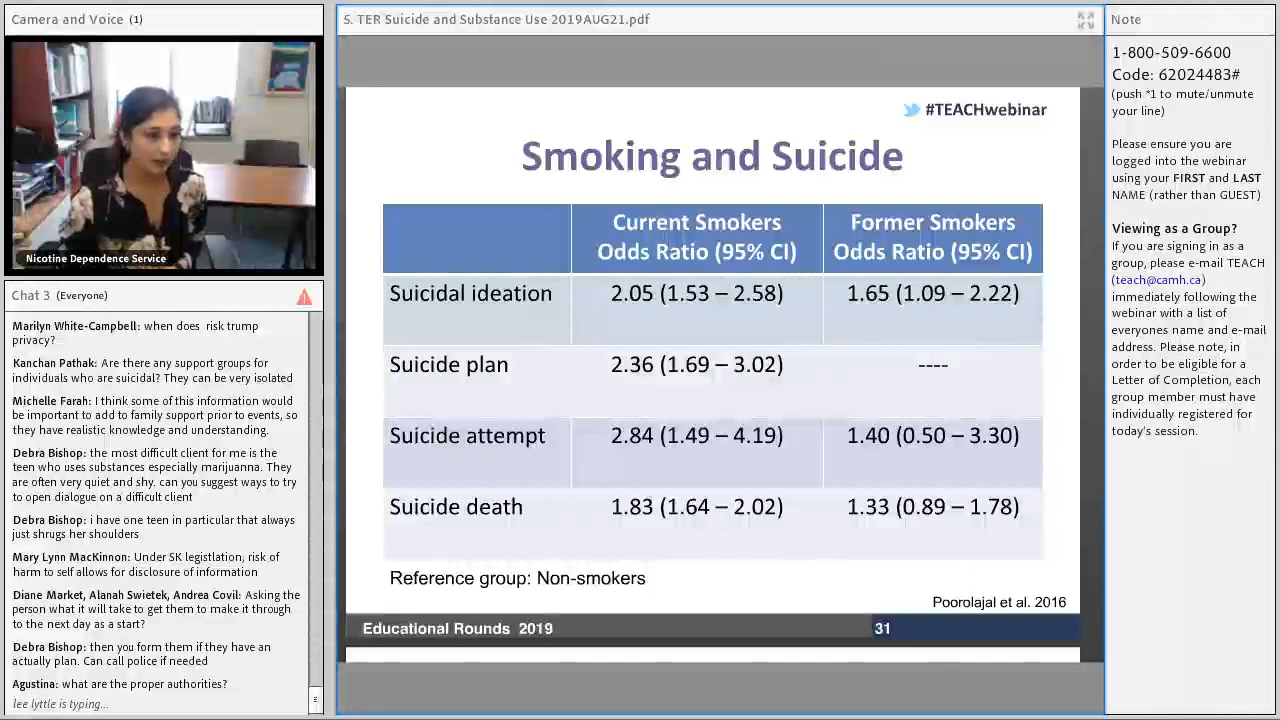 Camera and Voice (1)
Nicotine Dependence Service
Chat 3 (Everyone)
Marilyn White-Campbell: when does risk trump
privacy?
Kanchan Pathak: Are there any support groups for
individuals who are suicidal? They can be very isolated
Michelle Farah: I think some of this information would
be important to add to family support prior to events, so
they have realistic knowledge and understanding.
Debra Bishop: the most difficult client for me is the
teen who uses substances especially marijunna. They
are often very quiet and shy. can you suggest ways to try
to open dialogue on a difficult client
Debra Bishop: i have one teen in particular that always
just shrugs her shoulders
Mary Lynn MacKinnon: Under SK legistlation, risk of
harm to self allows for disclosure of information
Diane Market, Alanah Swietek, Andrea Covil: Asking the
person what it will take to get them to make it through
to the next day as a start?
Debra Bishop: then you form them if they have an
actually plan. Can call police if needed
Agustina: what are the proper authorities?
lee lyttle is typing...
5. TER Suicide and Substance Use 2019AUG21.pdf
#TEACHwebinar
Smoking and Suicide
Current Smokers Former Smokers
Odds Ratio (95% CI) Odds Ratio (95% CI)
Suicidal ideation 2.05 (1.53 – 2.58) 1.65 (1.09 – 2.22)
Suicide plan 2.36 (1.69 – 3.02) ----
Suicide attempt 2.84 (1.49 – 4.19) 1.40 (0.50 – 3.30)
Suicide death 1.83 (1.64 – 2.02) 1.33 (0.89 – 1.78)
Reference group: Non-smokers
Poorolajal et al. 2016
Educational Rounds 2019 31
Note
1-800-509-6600
Code: 62024483#
(push *1 to mute/unmute
your line)
Please ensure you are
logged into the webinar
using your FIRST and LAST
NAME (rather than GUEST)
Viewing as a Group?
If you are signing in as a
group, please e-mail TEACH
(teach@camh.ca)
immediately following the
webinar with a list of
everyones name and e-mail
address. Please note, in
order to be eligible for a
Letter of Completion, each
group member must have
individually registered for
today's session.